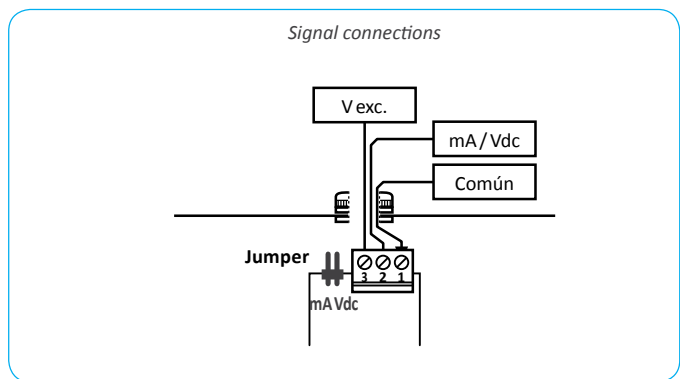 Signal connections
V exc.
mA / Vdc
Común
Jumper
3 2 1
mA Vdc